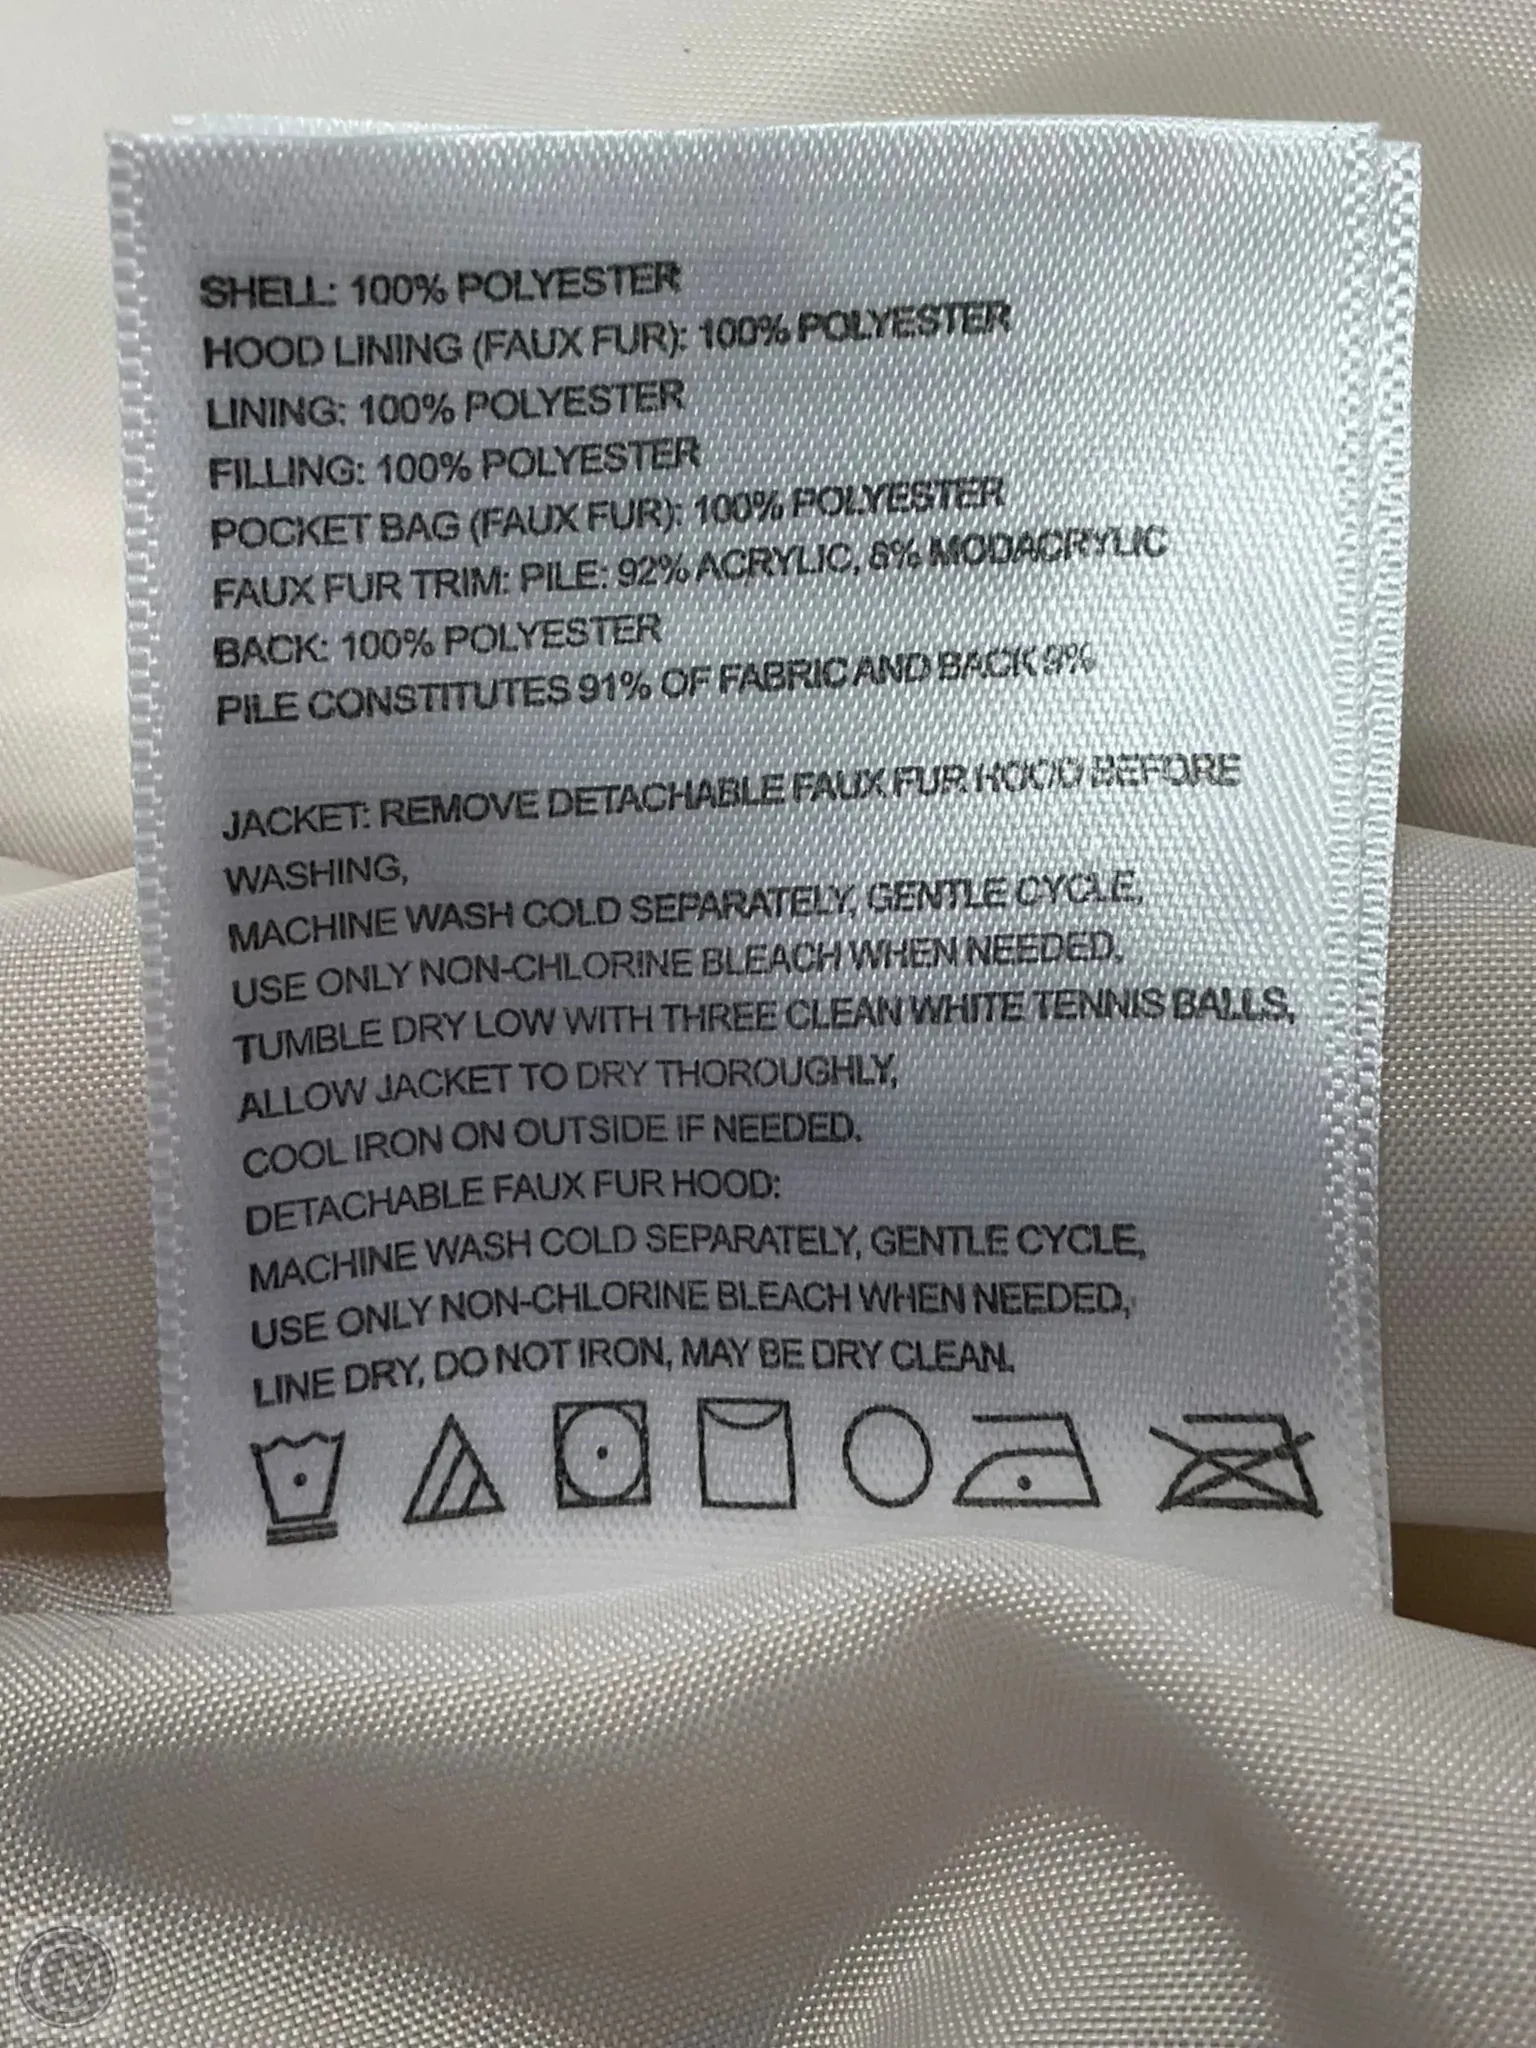 SHELL: 100% POLYESTER
HOOD LINING (FAUX FUR): 100% POLYESTER
LINING: 100% POLYESTER
FILLING: 100% POLYESTER
POCKET BAG (FAUX FUR): 100% POLYESTER
FAUX FUR TRIM: PILE: 92% ACRYLIC, 8% MODACRYLIC
BACK: 100% POLYESTER
PILE CONSTITUTES 91% OF FABRIC AND BACK 9%
JACKET: REMOVE DETACHABLE FAUX FUR HOOD BEFORE
WASHING,
MACHINE WASH COLD SEPARATELY, GENTLE CYCLE,
USE ONLY NON-CHLORINE BLEACH WHEN NEEDED,
TUMBLE DRY LOW WITH THREE CLEAN WHITE TENNIS BALLS,
ALLOW JACKET TO DRY THOROUGHLY,
COOL IRON ON OUTSIDE IF NEEDED.
DETACHABLE FAUX FUR HOOD:
MACHINE WASH COLD SEPARATELY, GENTLE CYCLE,
USE ONLY NON-CHLORINE BLEACH WHEN NEEDED,
LINE DRY, DO NOT IRON, MAY BE DRY CLEAN.